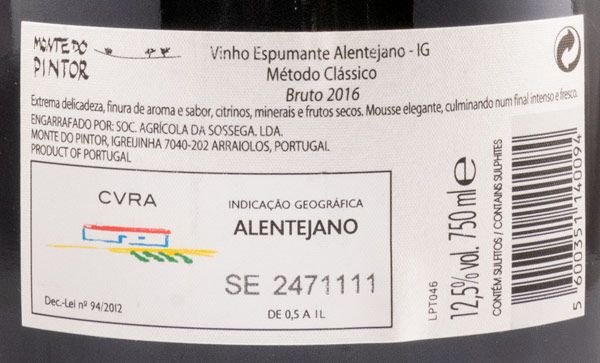 MONTE DO PINTOR
Vinho Espumante Alentejano - IG
Método Clássico
Bruto 2016
Extrema delicadeza, finura de aroma e sabor, citrinos, minerais e frutos secos. Mousse elegante, culminando num final intenso e fresco.
ENGARRAFADO POR: SOC. AGRÍCOLA DA SOSSEGA. LDA.
MONTE DO PINTOR, IGREJINHA 7040-202 ARRAIOLOS, PORTUGAL
PRODUCT OF PORTUGAL
CVRA
Dec.-Lei nº 94/2012
INDICAÇÃO GEOGRÁFICA
ALENTEJANO
SE 2471111
DE 0,5 A 1L
LPT046
12,5% vol. 750 ml e
CONTÉM SULFITOS / CONTAINS SULPHITES
5 600351 140094